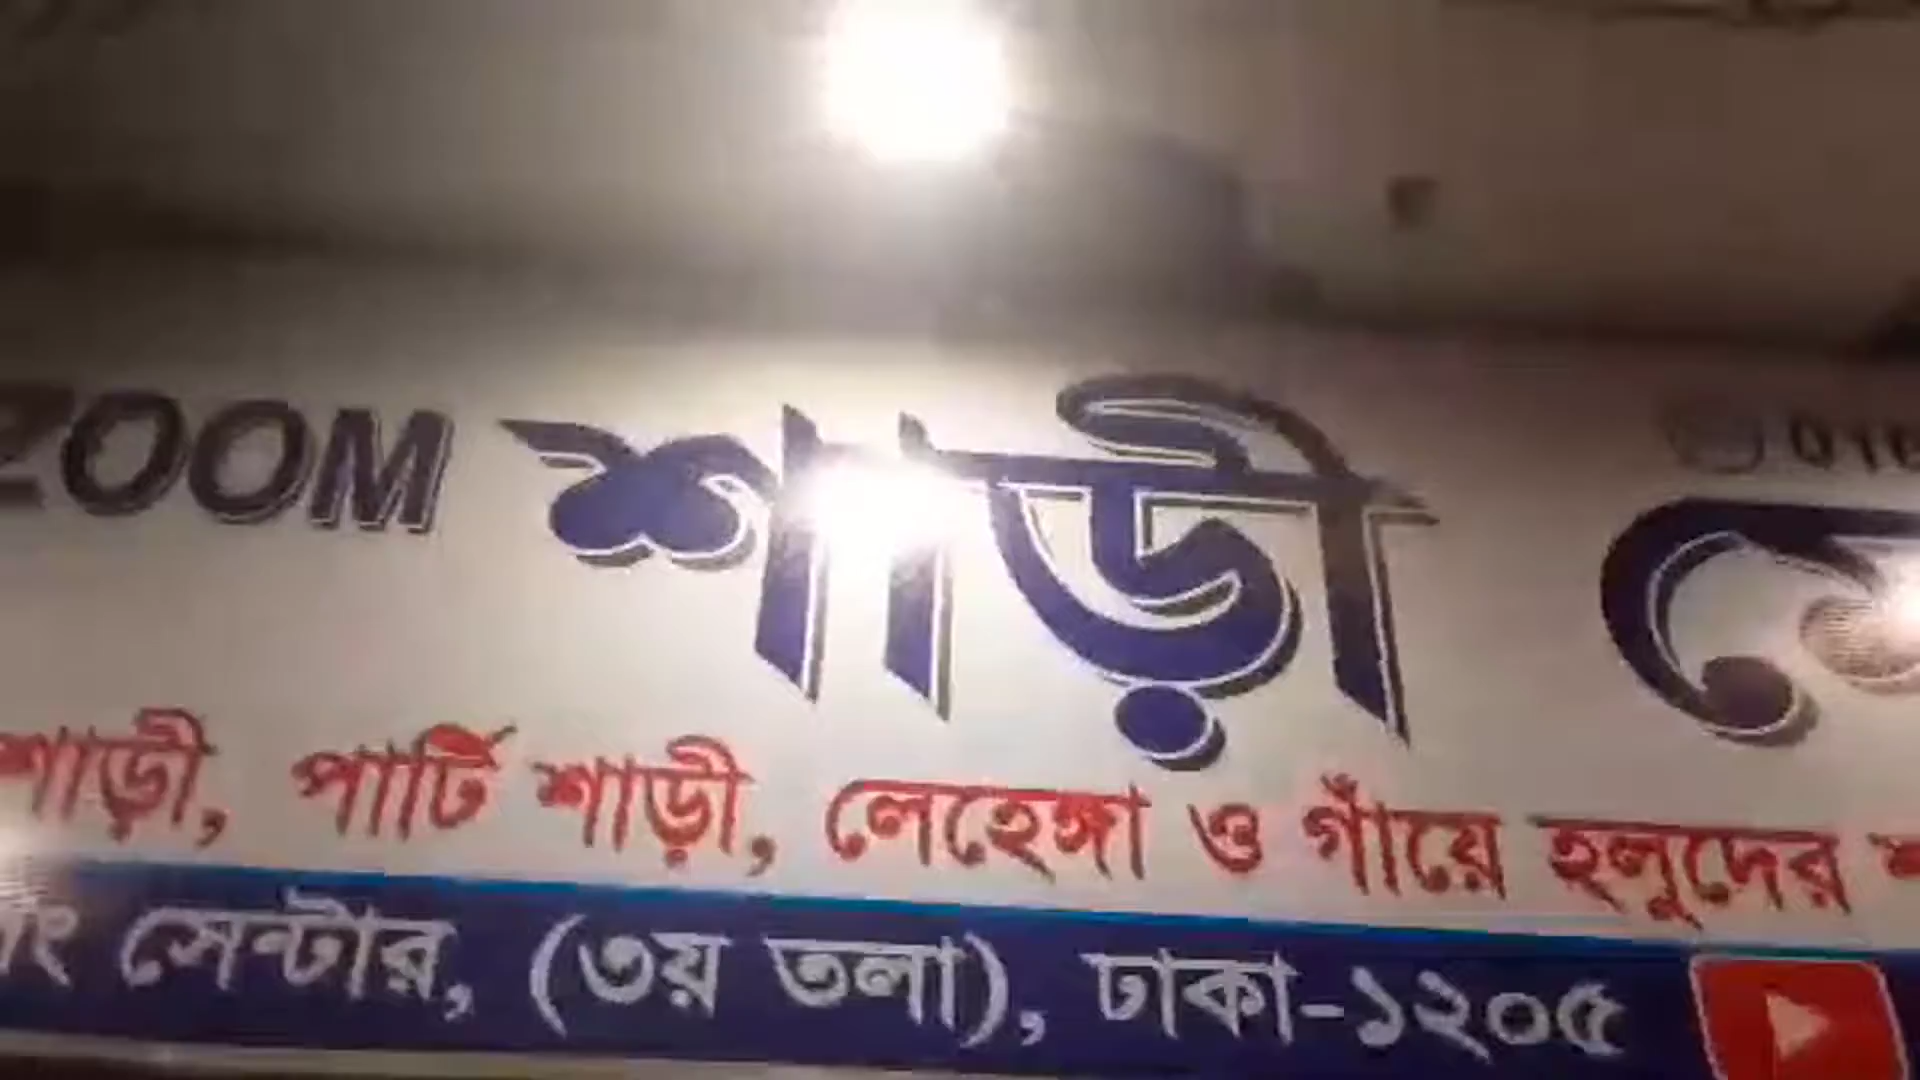 ZOOM শাড়ী
শাড়ী, পার্টি শাড়ী, লেহেঙ্গা ও গাঁয়ে হলুদের
সেন্টার, (৩য় তলা), ঢাকা-১২০৫